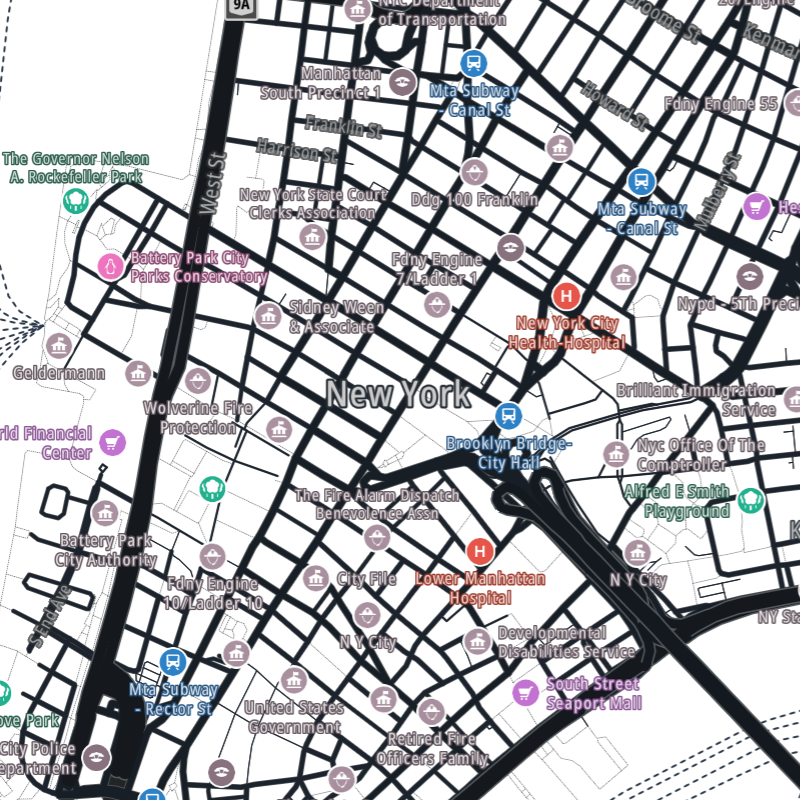 9A
NYC Department
of Transportation
Broome St
Kenmare
Manhattan
South Precinct 1
Mta Subway
- Canal St
Howard St
Fdny Engine 55
Franklin St
Harrison St
The Governor Nelson
A. Rockefeller Park
West St
New York State Court
Clerks Association
Ddg 100 Franklin
Mta Subway
- Canal St
Mulberry St
Battery Park City
Parks Conservatory
Fdny Engine
7/Ladder 1
Sidney Ween
& Associate
New York City
Health-Hospital
Nypd - 5Th Preci
Geldermann
New York
Brilliant Immigration
Service
Wolverine Fire
Protection
rld Financial
Center
Brooklyn Bridge-
City Hall
Nyc Office Of The
Comptroller
The Fire Alarm Dispatch
Benevolence Assn
Alfred E Smith
Playground
K
Battery Park
City Authority
Fdny Engine
10/Ladder 10
City File
Lower Manhattan
Hospital
N Y City
S End Ave
N Y City
Developmental
Disabilities Service
NY Sta
Mta Subway
- Rector St
United States
Government
South Street
Seaport Mall
ove Park
Retired Fire
Officers Family
City Police
epartment